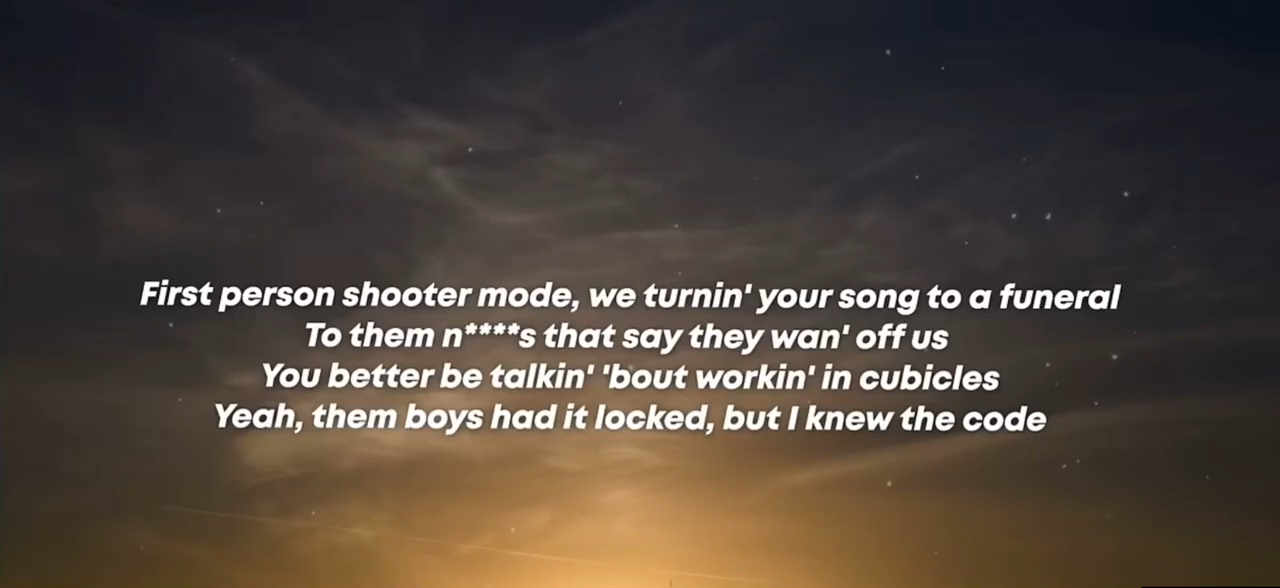 First person shooter mode, we turnin' your song to a funeral
To them n****s that say they wan' off us
You better be talkin' 'bout workin' in cubicles
Yeah, them boys had it locked, but I knew the code